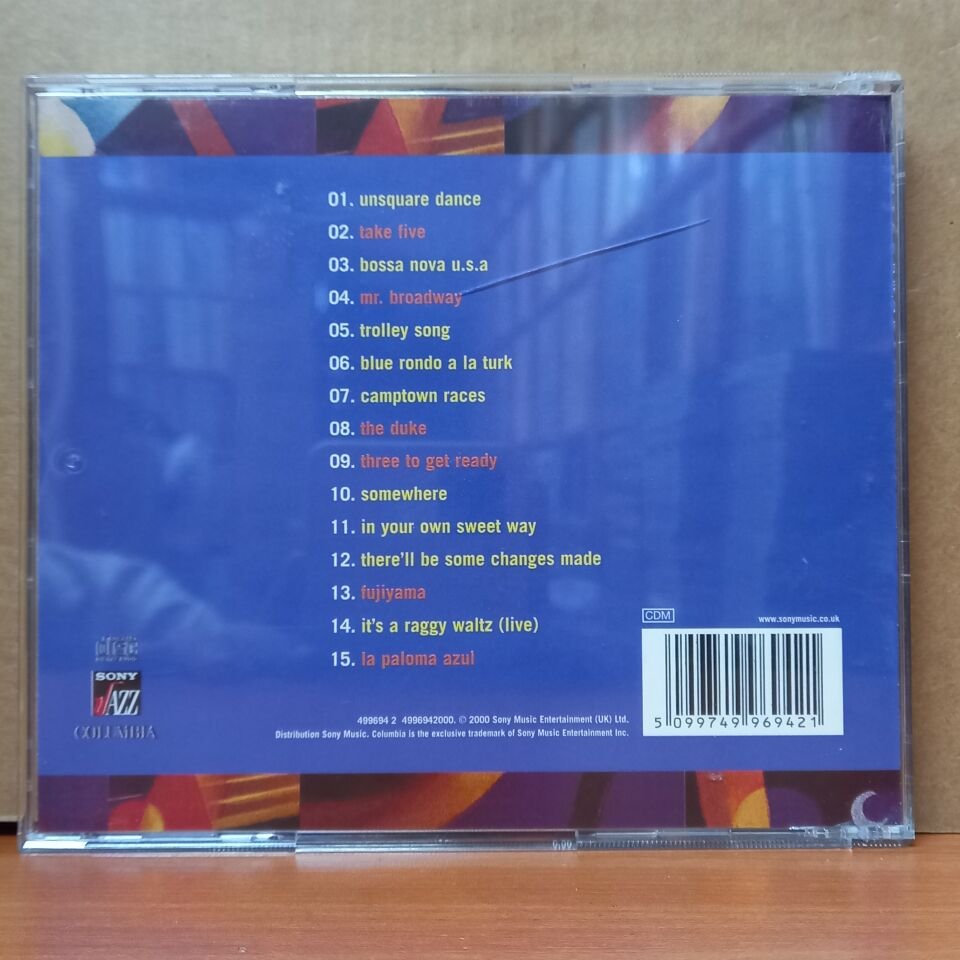 01. unsquare dance
02. take five
03. bossa nova u.s.a
04. mr. broadway
05. trolley song
06. blue rondo a la turk
07. camptown races
08. the duke
09. three to get ready
10. somewhere
11. in your own sweet way
12. there'll be some changes made
13. fujiyama
14. it's a raggy waltz (live)
15. la paloma azul
CDM
www.sonymusic.co.uk
disc
SONY
JAZZ
COLUMBIA
499694 2 4996942000. © 2000 Sony Music Entertainment (UK) Ltd.
Distribution Sony Music. Columbia is the exclusive trademark of Sony Music Entertainment Inc.
5 099749 969421